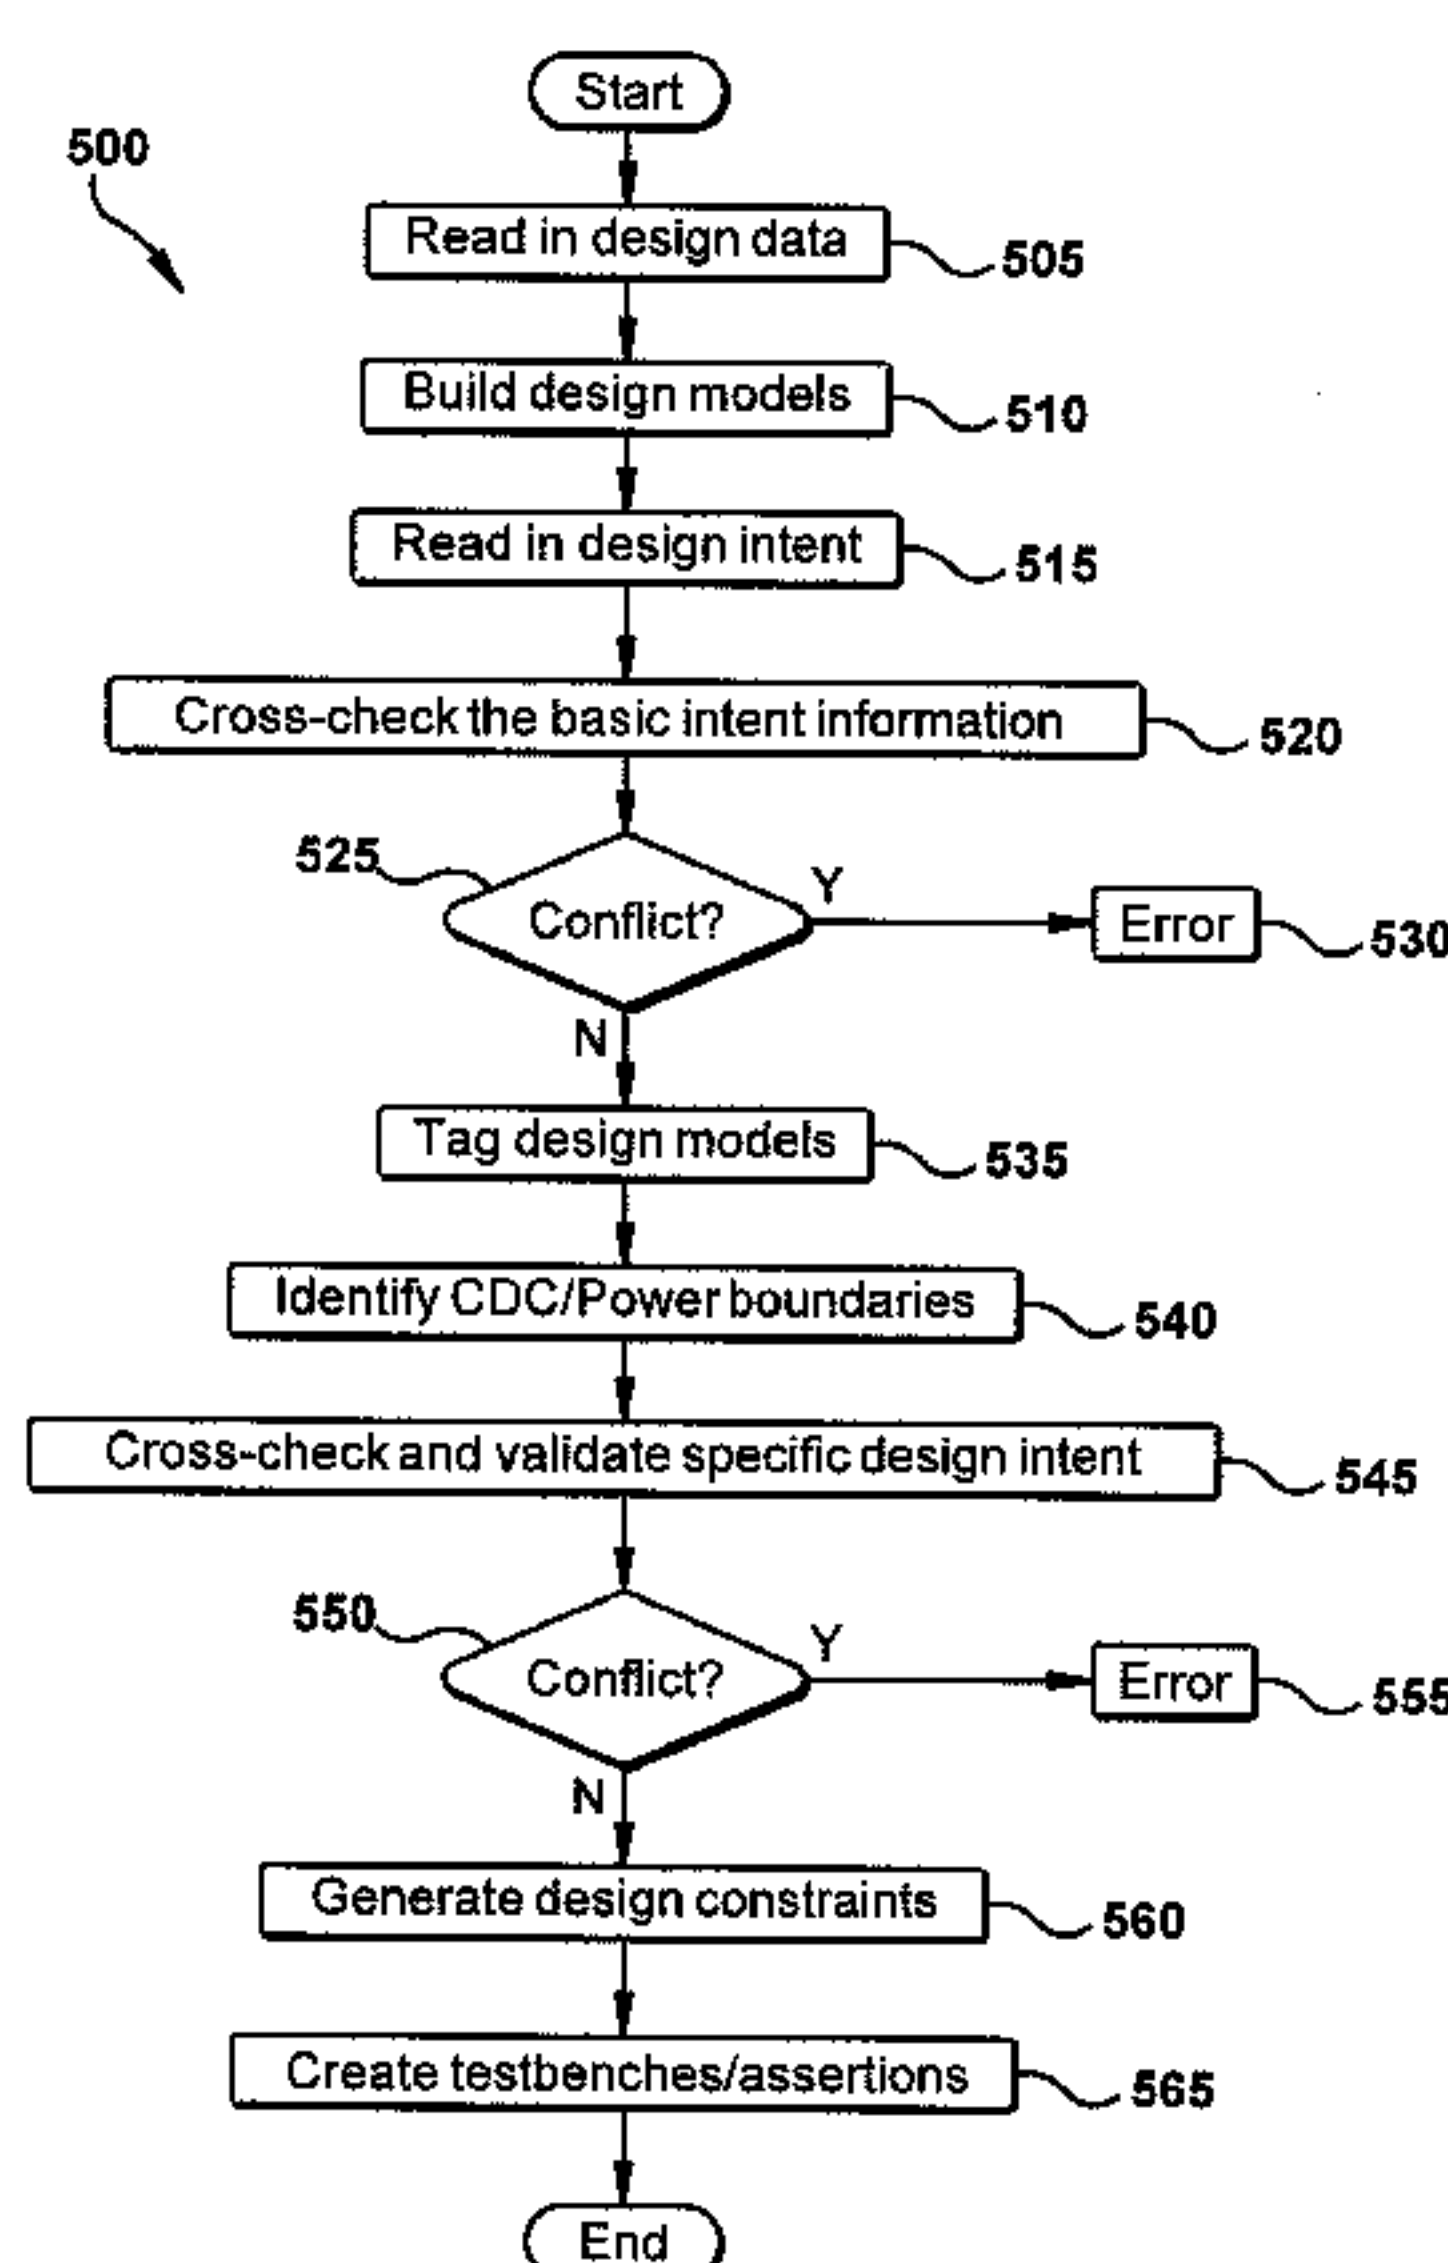 Start
500
Read in design data
505
Build design models
510
Read in design intent
515
Cross-check the basic intent information
520
525
Conflict?
Y
Error
530
N
Tag design models
535
Identify CDC/Power boundaries
540
Cross-check and validate specific design intent
545
550
Conflict?
Y
Error
555
N
Generate design constraints
560
Create testbenches/assertions
565
End